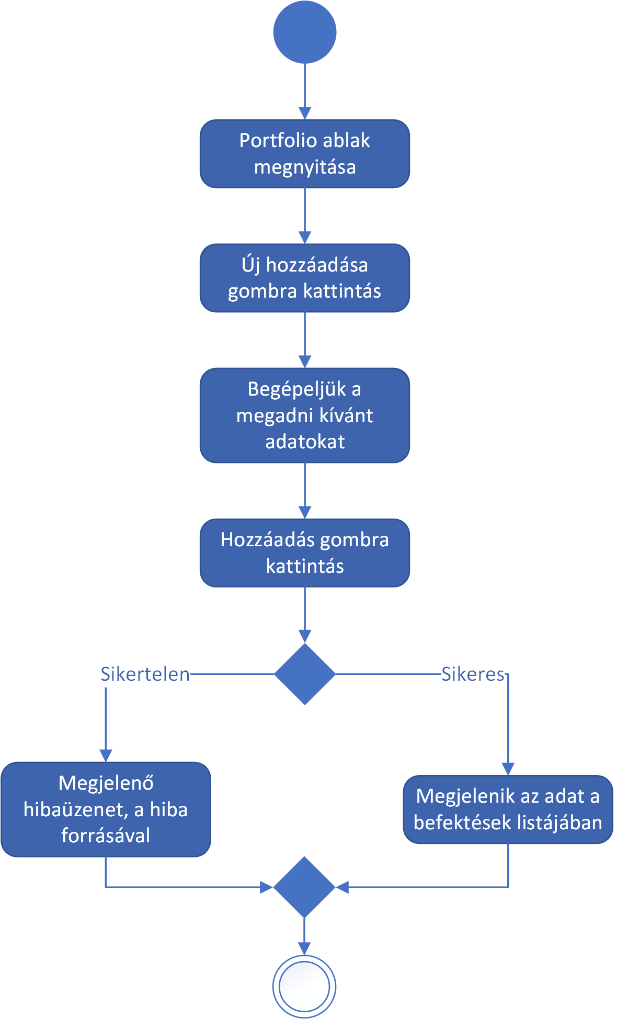 Portfolio ablak
megnyitása
Új hozzáadása
gombra kattintás
Begépeljük a
megadni kívánt
adatokat
Hozzáadás gombra
kattintás
Sikertelen
Sikeres
Megjelenő
hibaüzenet, a hiba
forrásával
Megjelenik az adat a
befektések listájában